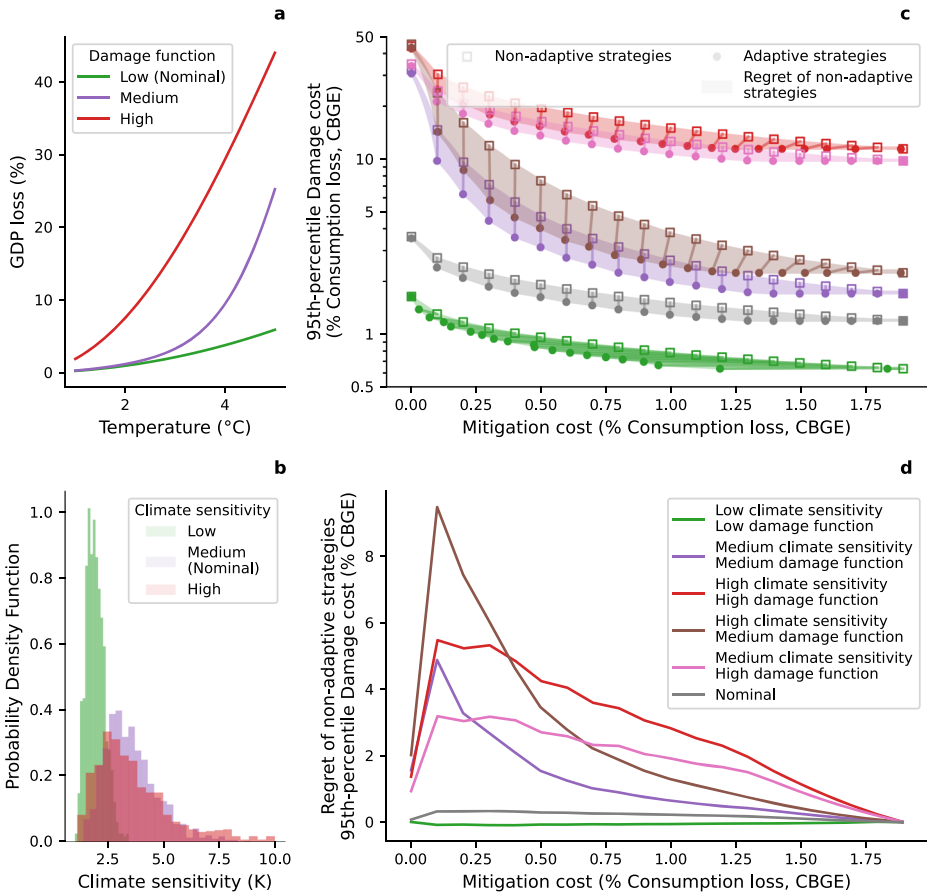 a
Damage function
Low (Nominal)
Medium
High
GDP loss (%)
0
10
20
30
40
2
4
Temperature (°C)
c
Non-adaptive strategies
Adaptive strategies
Regret of non-adaptive
strategies
95th-percentile Damage cost
(% Consumption loss, CBGE)
50
10
5
1
0.5
0.00
0.25
0.50
0.75
1.00
1.25
1.50
1.75
Mitigation cost (% Consumption loss, CBGE)
b
Climate sensitivity
Low
Medium
(Nominal)
High
Probability Density Function
0.0
0.2
0.4
0.6
0.8
1.0
2.5
5.0
7.5
10.0
Climate sensitivity (K)
d
Low climate sensitivity
Low damage function
Medium climate sensitivity
Medium damage function
High climate sensitivity
High damage function
High climate sensitivity
Medium damage function
Medium climate sensitivity
High damage function
Nominal
Regret of non-adaptive strategies
95th-percentile Damage cost (% CBGE)
0
2
4
6
8
0.00
0.25
0.50
0.75
1.00
1.25
1.50
1.75
Mitigation cost (% Consumption loss, CBGE)